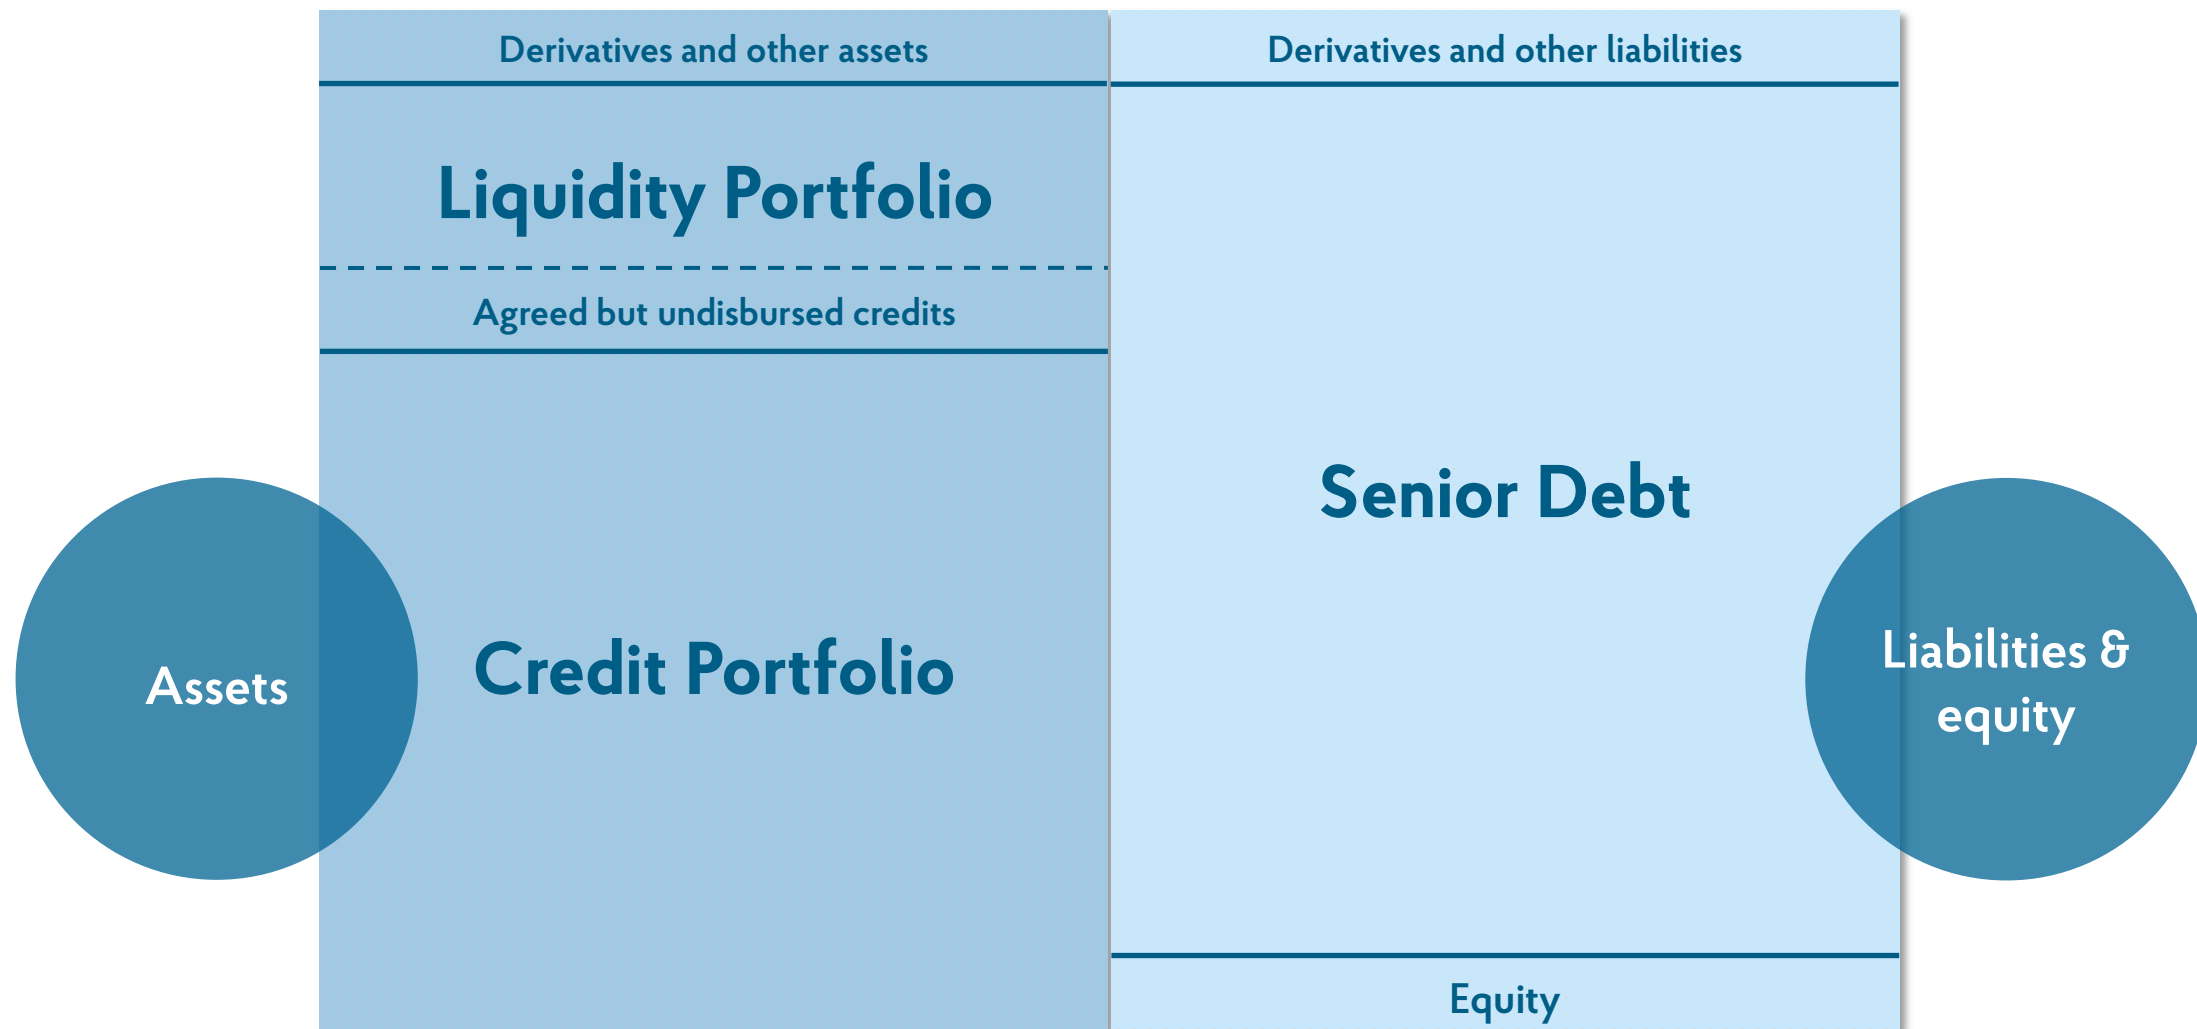 Derivatives and other assets
Liquidity Portfolio
Agreed but undisbursed credits
Credit Portfolio
Assets
Derivatives and other liabilities
Senior Debt
Equity
Liabilities &
equity